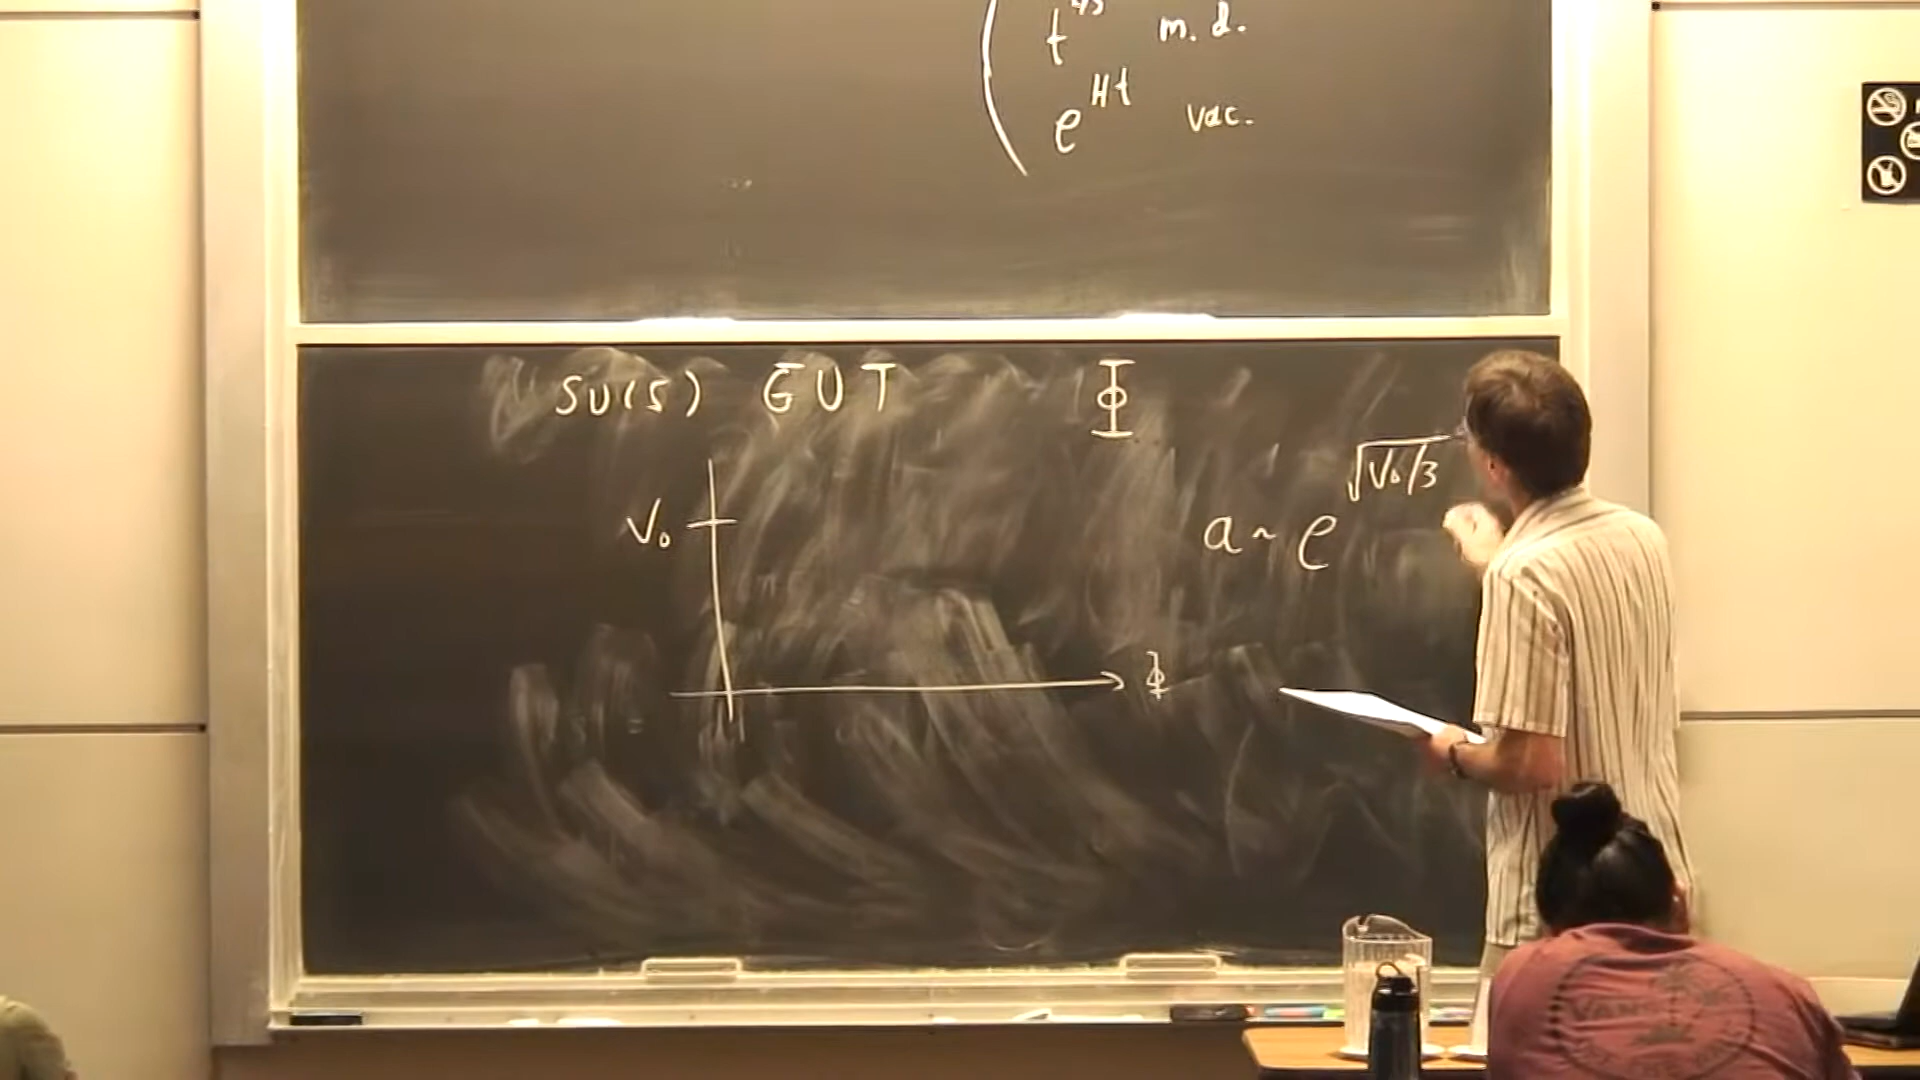 t^2/3 m.d.
e^Ht vac.
SU(5) GUT Φ
V₀ a ~ e^√V₀/3
Φ